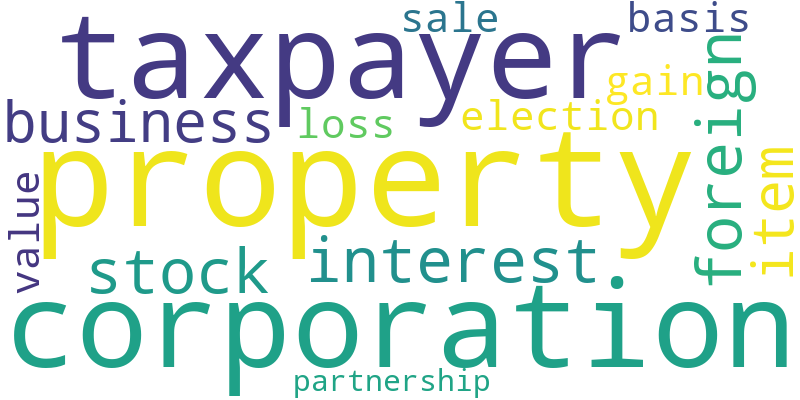 sale
basis
taxpayer
gain
foreign
business
loss
election
property
item
value
stock
interest
corporation
partnership